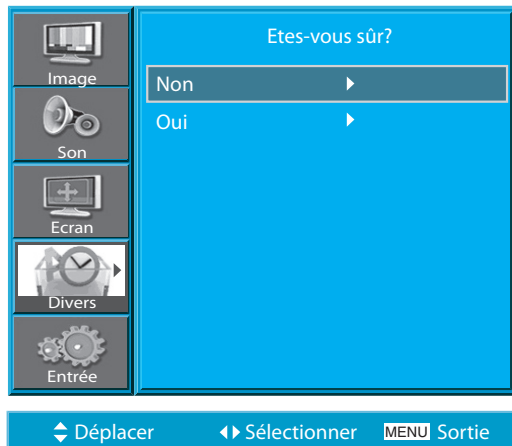 Image
Son
Ecran
Divers
Entrée
Etes-vous sûr?
Non
Oui
Déplacer Sélectionner MENU Sortie